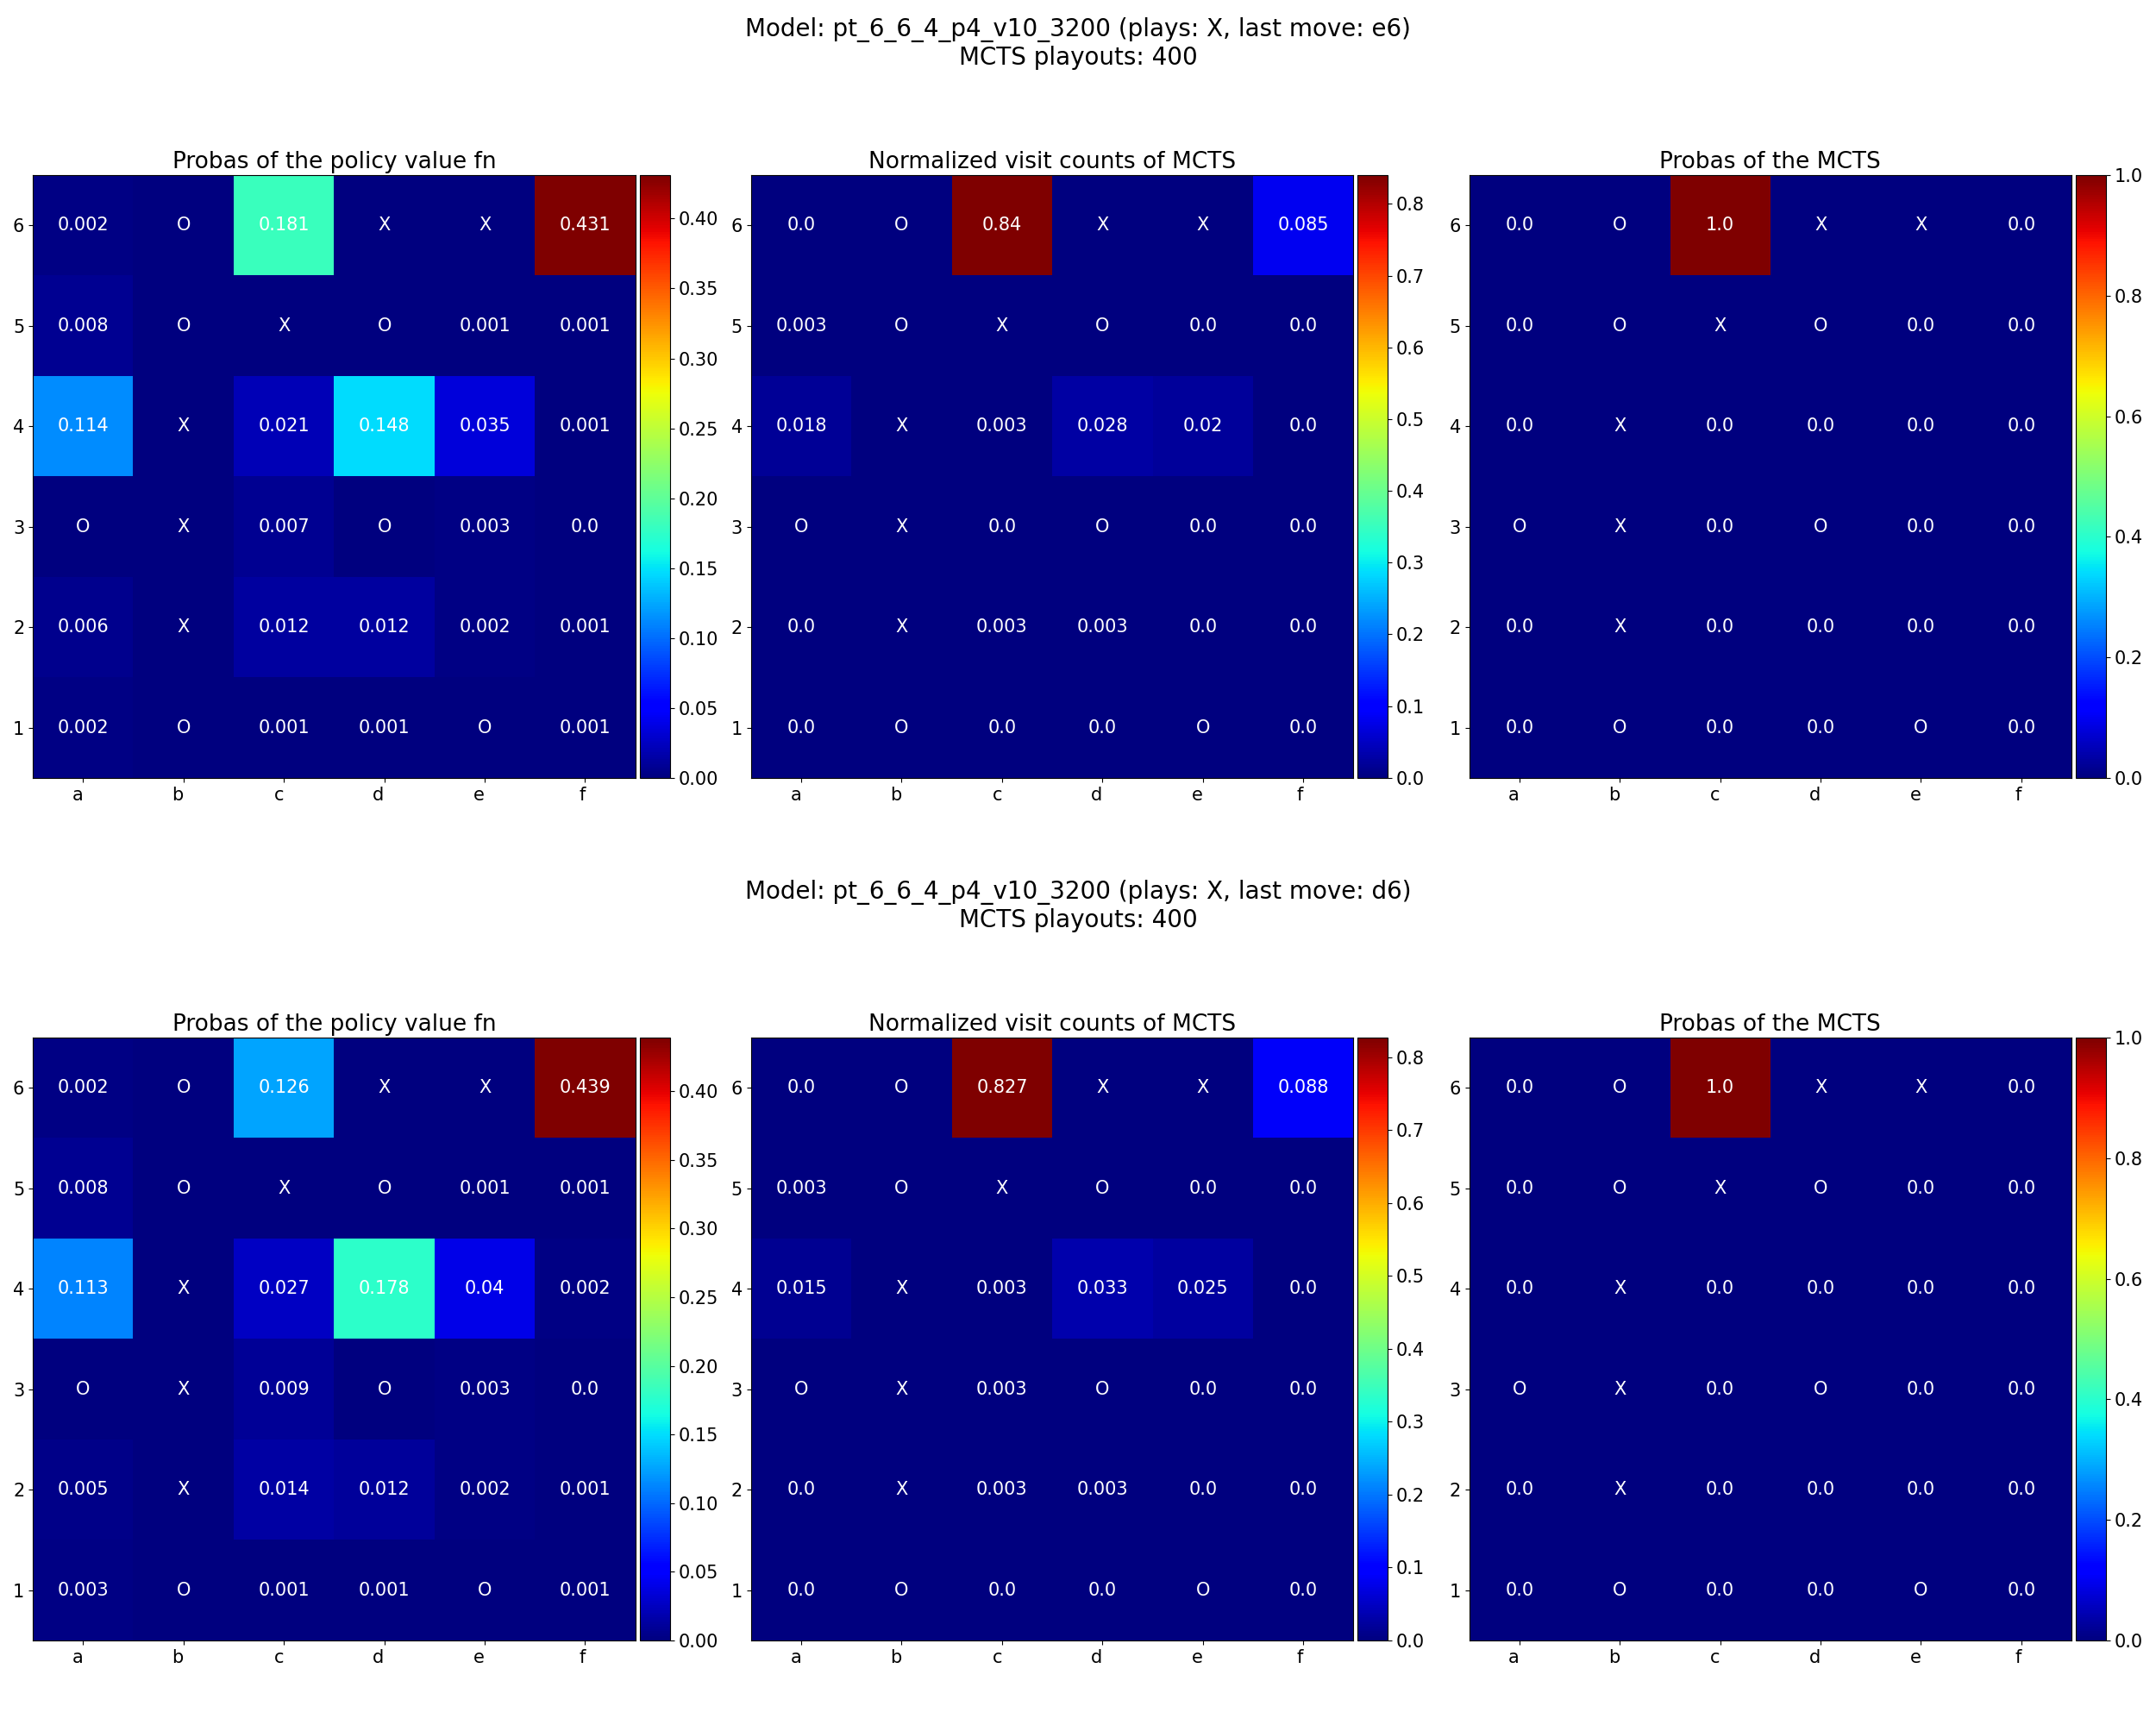 Model: pt_6_6_4_p4_v10_3200 (plays: X, last move: e6)
MCTS playouts: 400
Probas of the policy value fn
6 0.002 O 0.181 X X 0.431
5 0.008 O X O 0.001 0.001
4 0.114 X 0.021 0.148 0.035 0.001
3 O X 0.007 O 0.003 0.0
2 0.006 X 0.012 0.012 0.002 0.001
1 0.002 O 0.001 0.001 O 0.001
a b c d e f
0.40
0.35
0.30
0.25
0.20
0.15
0.10
0.05
0.00
Normalized visit counts of MCTS
6 0.0 O 0.84 X X 0.085
5 0.003 O X O 0.0 0.0
4 0.018 X 0.003 0.028 0.02 0.0
3 O X 0.0 O 0.0 0.0
2 0.0 X 0.003 0.003 0.0 0.0
1 0.0 O 0.0 0.0 O 0.0
a b c d e f
0.8
0.7
0.6
0.5
0.4
0.3
0.2
0.1
0.0
Probas of the MCTS
6 0.0 O 1.0 X X 0.0
5 0.0 O X O 0.0 0.0
4 0.0 X 0.0 0.0 0.0 0.0
3 O X 0.0 O 0.0 0.0
2 0.0 X 0.0 0.0 0.0 0.0
1 0.0 O 0.0 0.0 O 0.0
a b c d e f
1.0
0.8
0.6
0.4
0.2
0.0
Model: pt_6_6_4_p4_v10_3200 (plays: X, last move: d6)
MCTS playouts: 400
Probas of the policy value fn
6 0.002 O 0.126 X X 0.439
5 0.008 O X O 0.001 0.001
4 0.113 X 0.027 0.178 0.04 0.002
3 O X 0.009 O 0.003 0.0
2 0.005 X 0.014 0.012 0.002 0.001
1 0.003 O 0.001 0.001 O 0.001
a b c d e f
0.40
0.35
0.30
0.25
0.20
0.15
0.10
0.05
0.00
Normalized visit counts of MCTS
6 0.0 O 0.827 X X 0.088
5 0.003 O X O 0.0 0.0
4 0.015 X 0.003 0.033 0.025 0.0
3 O X 0.003 O 0.0 0.0
2 0.0 X 0.003 0.003 0.0 0.0
1 0.0 O 0.0 0.0 O 0.0
a b c d e f
0.8
0.7
0.6
0.5
0.4
0.3
0.2
0.1
0.0
Probas of the MCTS
6 0.0 O 1.0 X X 0.0
5 0.0 O X O 0.0 0.0
4 0.0 X 0.0 0.0 0.0 0.0
3 O X 0.0 O 0.0 0.0
2 0.0 X 0.0 0.0 0.0 0.0
1 0.0 O 0.0 0.0 O 0.0
a b c d e f
1.0
0.8
0.6
0.4
0.2
0.0